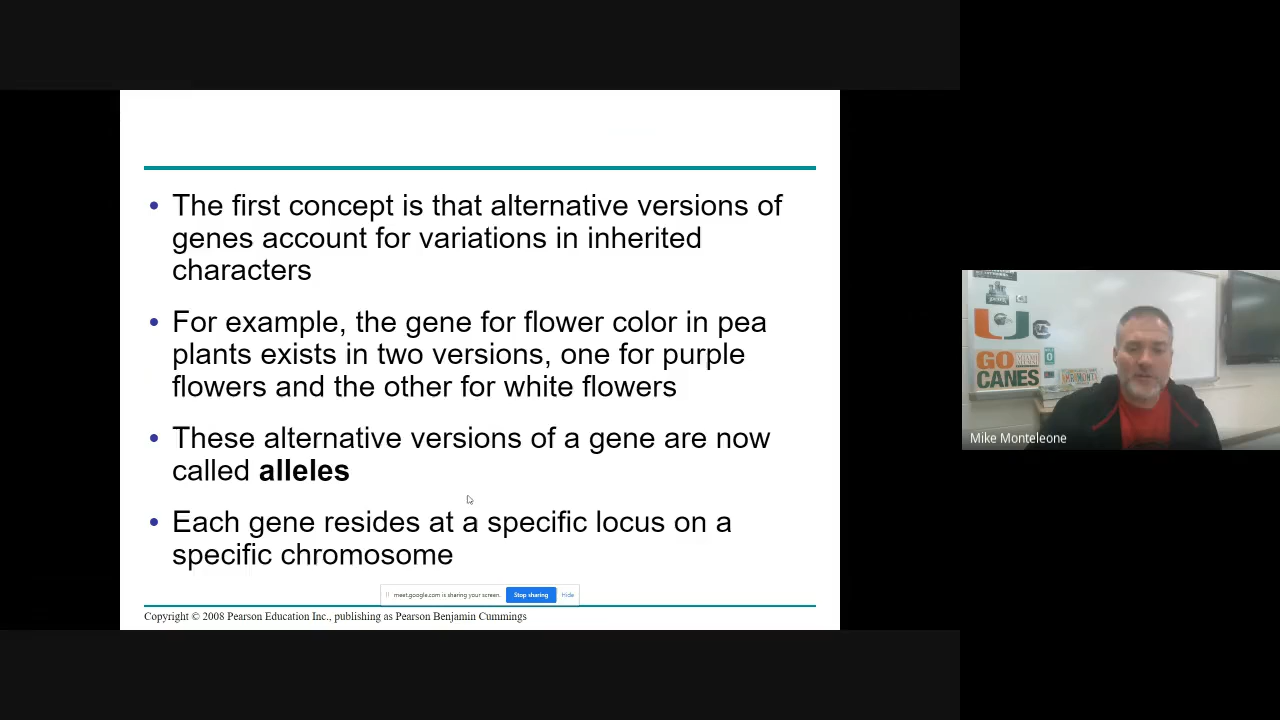 • The first concept is that alternative versions of
genes account for variations in inherited
characters
• For example, the gene for flower color in pea
plants exists in two versions, one for purple
flowers and the other for white flowers
• These alternative versions of a gene are now
called alleles
• Each gene resides at a specific locus on a
specific chromosome
meet.google.com is sharing your screen.
Stop sharing
Hide
Copyright © 2008 Pearson Education Inc., publishing as Pearson Benjamin Cummings
U
GO
CANES
Mike Monteleone